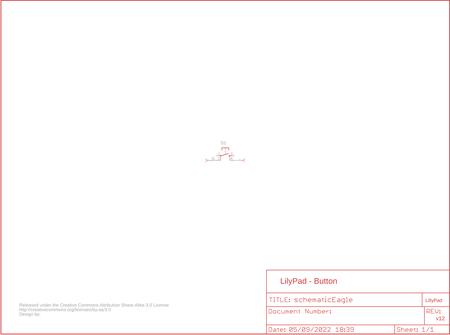 S1
Released under the Creative Commons Attribution Share-Alike 3.0 License
http://creativecommons.org/licenses/by-sa/3.0
Design by:
LilyPad - Button
TITLE: schematicEagle
LilyPad
Document Number:
REV:
v12
Date: 05/09/2022 18:39
Sheet: 1/1